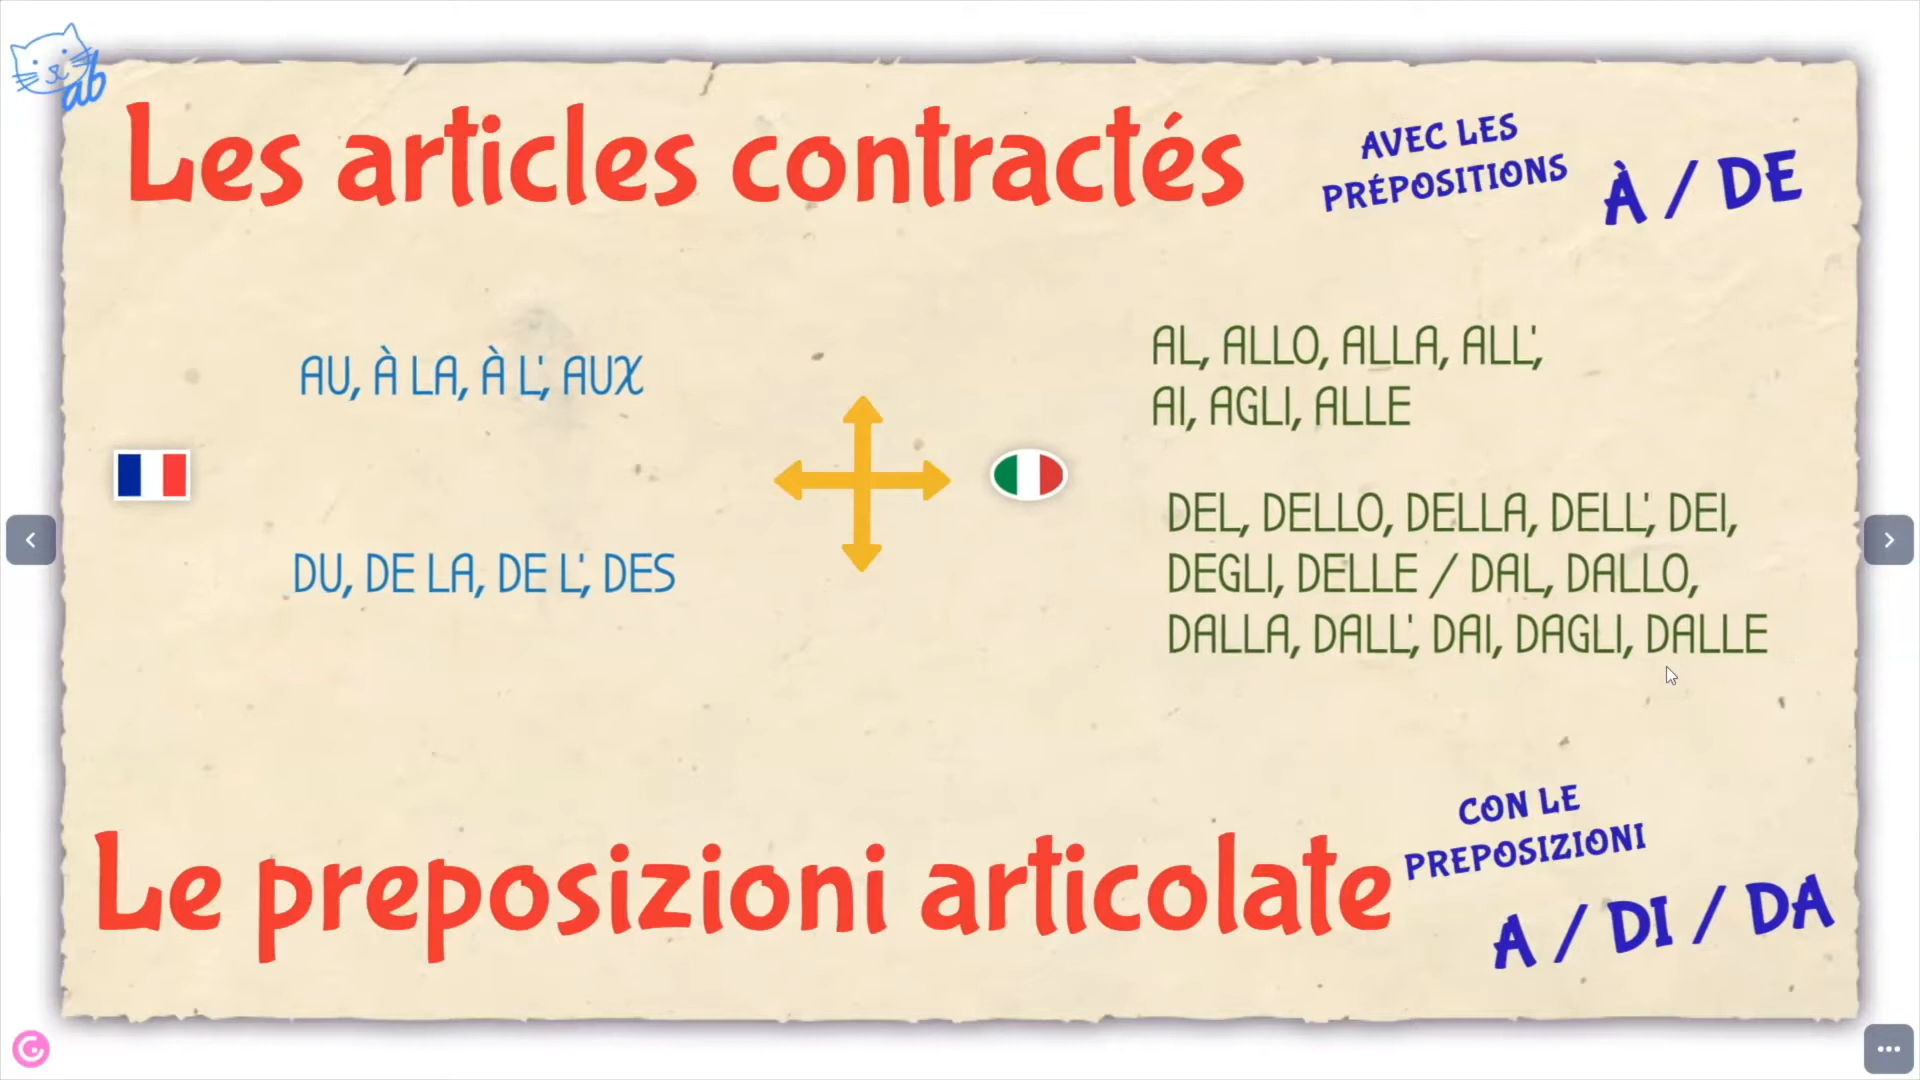 ab
Les articles contractés
AVEC LES
PRÉPOSITIONS
À / DE
AU, À LA, À L', AUX
DU, DE LA, DE L', DES
AL, ALLO, ALLA, ALL',
AI, AGLI, ALLE
DEL, DELLO, DELLA, DELL', DEI,
DEGLI, DELLE / DAL, DALLO,
DALLA, DALL', DAI, DAGLI, DALLE
Le preposizioni articolate
CON LE
PREPOSIZIONI
A / DI / DA